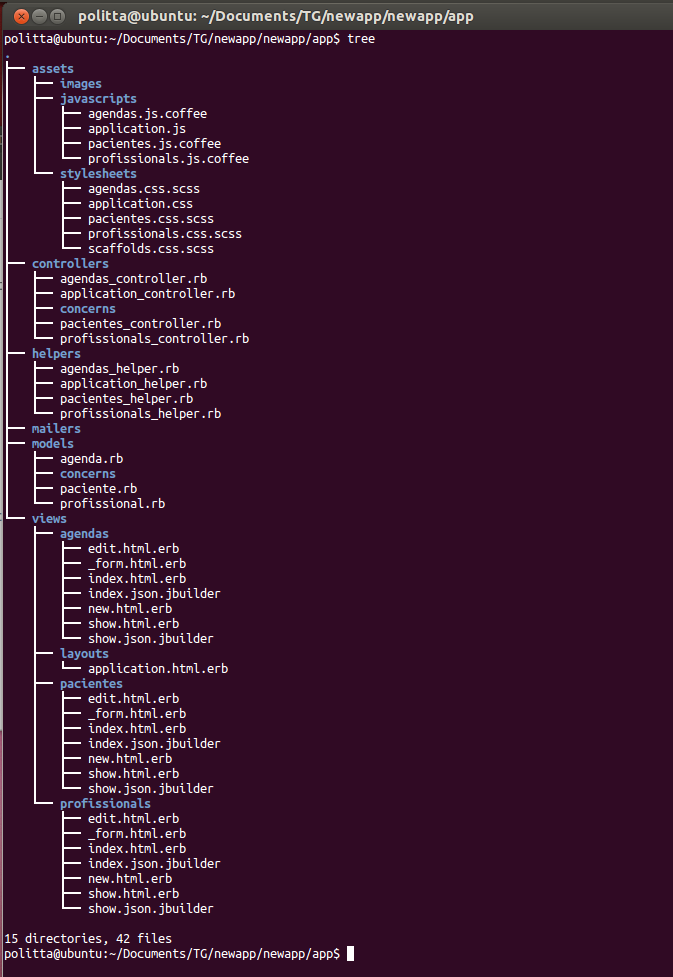 politta@ubuntu: ~/Documents/TG/newapp/newapp/app
politta@ubuntu:~/Documents/TG/newapp/newapp/app$ tree
.
├── assets
│   ├── images
│   ├── javascripts
│   │   ├── agendas.js.coffee
│   │   ├── application.js
│   │   ├── pacientes.js.coffee
│   │   └── profissionals.js.coffee
│   └── stylesheets
│       ├── agendas.css.scss
│       ├── application.css
│       ├── pacientes.css.scss
│       ├── profissionals.css.scss
│       └── scaffolds.css.scss
├── controllers
│   ├── agendas_controller.rb
│   ├── application_controller.rb
│   ├── concerns
│   ├── pacientes_controller.rb
│   └── profissionals_controller.rb
├── helpers
│   ├── agendas_helper.rb
│   ├── application_helper.rb
│   ├── pacientes_helper.rb
│   └── profissionals_helper.rb
├── mailers
├── models
│   ├── agenda.rb
│   ├── concerns
│   ├── paciente.rb
│   └── profissional.rb
└── views
    ├── agendas
    │   ├── edit.html.erb
    │   ├── _form.html.erb
    │   ├── index.html.erb
    │   ├── index.json.jbuilder
    │   ├── new.html.erb
    │   ├── show.html.erb
    │   └── show.json.jbuilder
    ├── layouts
    │   └── application.html.erb
    ├── pacientes
    │   ├── edit.html.erb
    │   ├── _form.html.erb
    │   ├── index.html.erb
    │   ├── index.json.jbuilder
    │   ├── new.html.erb
    │   ├── show.html.erb
    │   └── show.json.jbuilder
    └── profissionals
        ├── edit.html.erb
        ├── _form.html.erb
        ├── index.html.erb
        ├── index.json.jbuilder
        ├── new.html.erb
        ├── show.html.erb
        └── show.json.jbuilder

15 directories, 42 files
politta@ubuntu:~/Documents/TG/newapp/newapp/app$